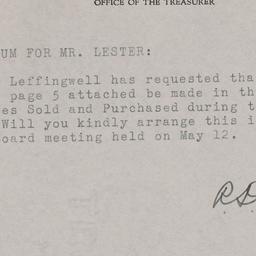 OFFICE OF THE TREASURER
UM FOR MR. LESTER:
Leffingwell has requested tha
page 5 attached be made in th
es Sold and Purchased during t
Will you kindly arrange this i
oard meeting held on May 12.